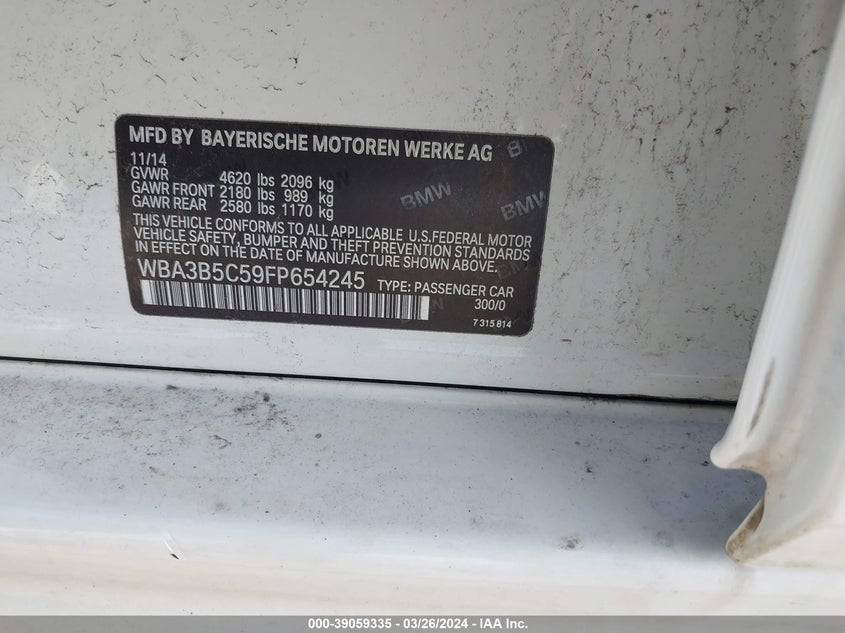 MFD BY BAYERISCHE MOTOREN WERKE AG
11/14
GVWR 4620 lbs 2096 kg
GAWR FRONT 2180 lbs 989 kg
GAWR REAR 2580 lbs 1170 kg
THIS VEHICLE CONFORMS TO ALL APPLICABLE U.S.FEDERAL MOTOR
VEHICLE SAFETY, BUMPER AND THEFT PREVENTION STANDARDS
IN EFFECT ON THE DATE OF MANUFACTURE SHOWN ABOVE.
WBA3B5C59FP654245 TYPE: PASSENGER CAR
300/0
7 315 814
BMW
BMW
000-39059335 - 03/26/2024 - IAA Inc.